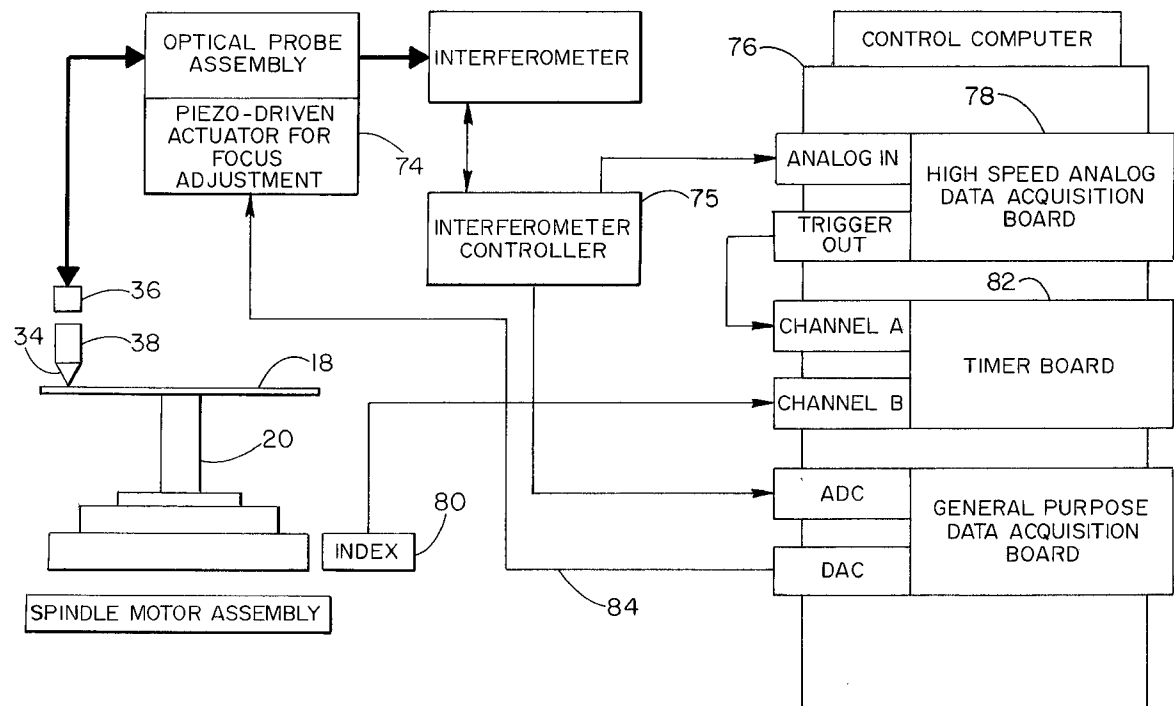 OPTICAL PROBE
ASSEMBLY
PIEZO-DRIVEN
ACTUATOR FOR
FOCUS
ADJUSTMENT
74
INTERFEROMETER
INTERFEROMETER
CONTROLLER
75
76
CONTROL COMPUTER
78
ANALOG IN
TRIGGER
OUT
HIGH SPEED ANALOG
DATA ACQUISITION
BOARD
82
CHANNEL A
CHANNEL B
TIMER BOARD
ADC
DAC
GENERAL PURPOSE
DATA ACQUISITION
BOARD
36
34
38
18
20
80
INDEX
84
SPINDLE MOTOR ASSEMBLY